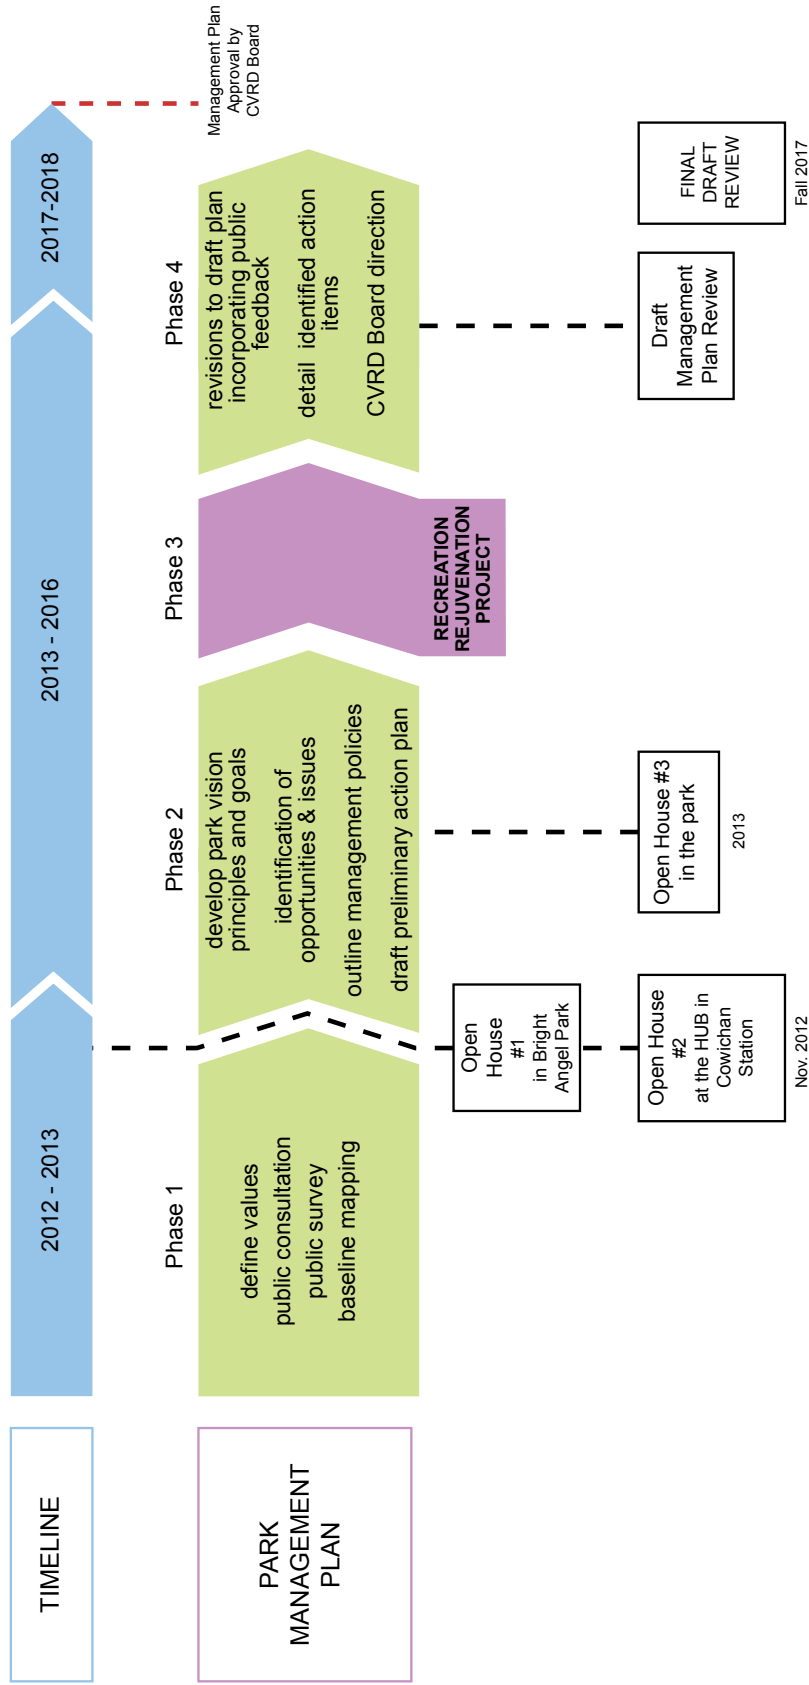 TIMELINE
2012 - 2013
2013 - 2016
2017-2018
Management Plan
Approval by
CVRD Board
PARK
MANAGEMENT
PLAN
Phase 1
define values
public consultation
public survey
baseline mapping
Phase 2
develop park vision
principles and goals
identification of
opportunities & issues
outline management policies
draft preliminary action plan
Phase 3
RECREATION
REJUVENATION
PROJECT
Phase 4
revisions to draft plan
incorporating public
feedback
detail identified action
items
CVRD Board direction
Open
House
#1
in Bright
Angel Park
Open House
#2
at the HUB in
Cowichan
Station
Nov. 2012
Open House #3
in the park
2013
Draft
Management
Plan Review
FINAL
DRAFT
REVIEW
Fall 2017